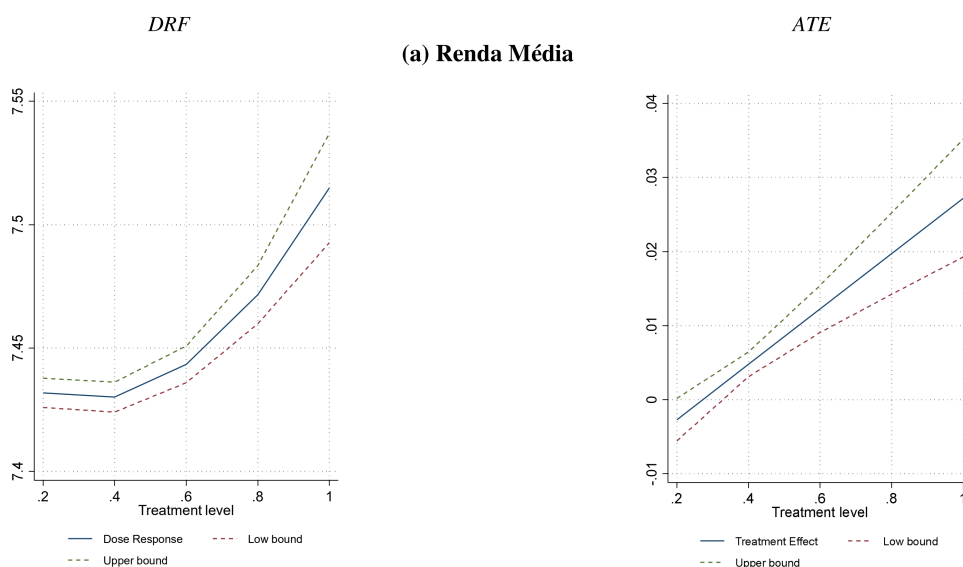 DRF
ATE
(a) Renda Média
7.55
7.5
7.45
7.4
.2 .4 .6 .8 1
Treatment level
Dose Response
Low bound
Upper bound
.04
.03
.02
.01
0
-.01
.2 .4 .6 .8 1
Treatment level
Treatment Effect
Low bound
Upper bound